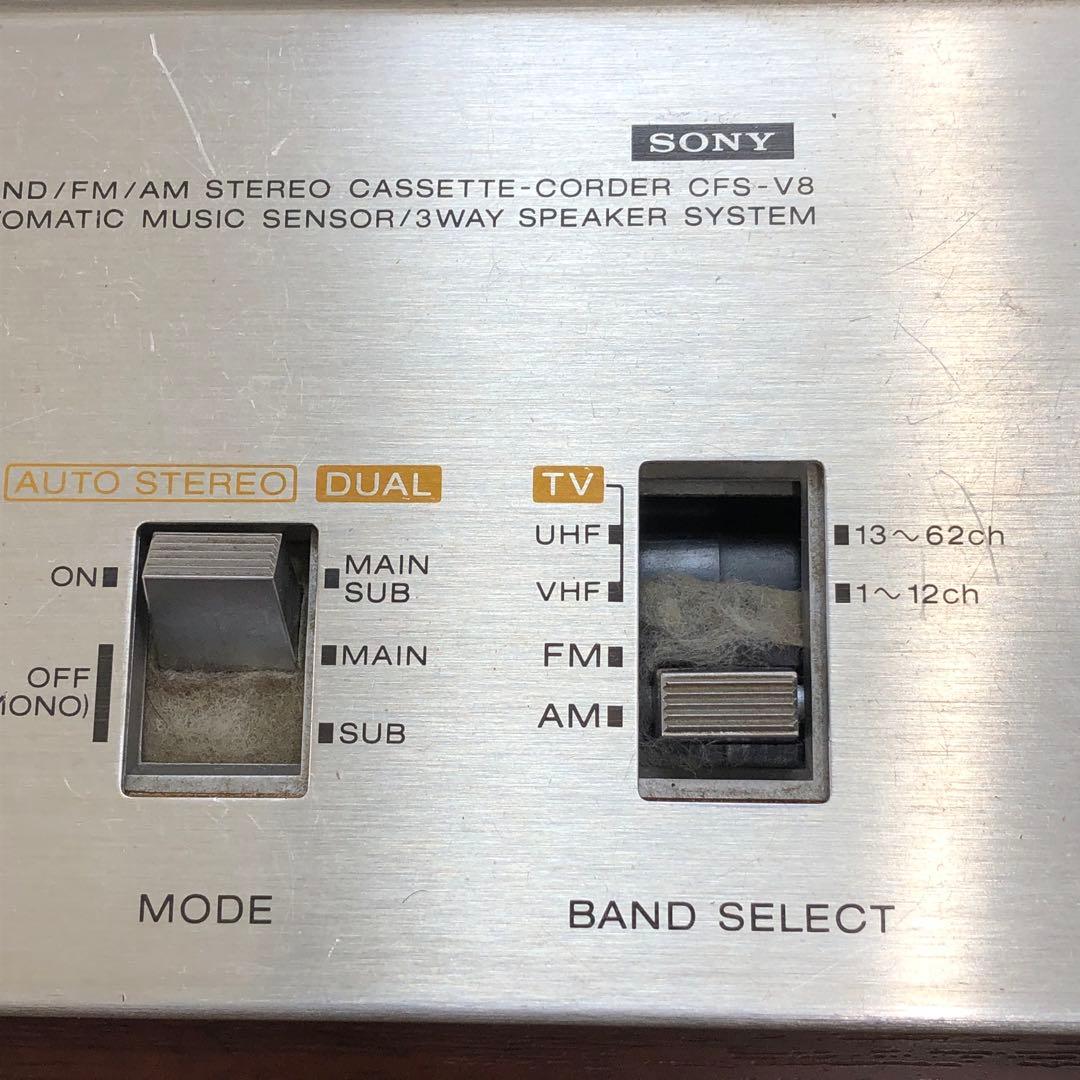 SONY
ND/FM/AM STEREO CASSETTE-CORDER CFS-V8
OMATIC MUSIC SENSOR/3WAY SPEAKER SYSTEM
AUTO STEREO DUAL
ON
MAIN
SUB
MAIN
OFF
MONO)
SUB
MODE
TV
UHF 13~62ch
VHF 1~12ch
FM
AM
BAND SELECT